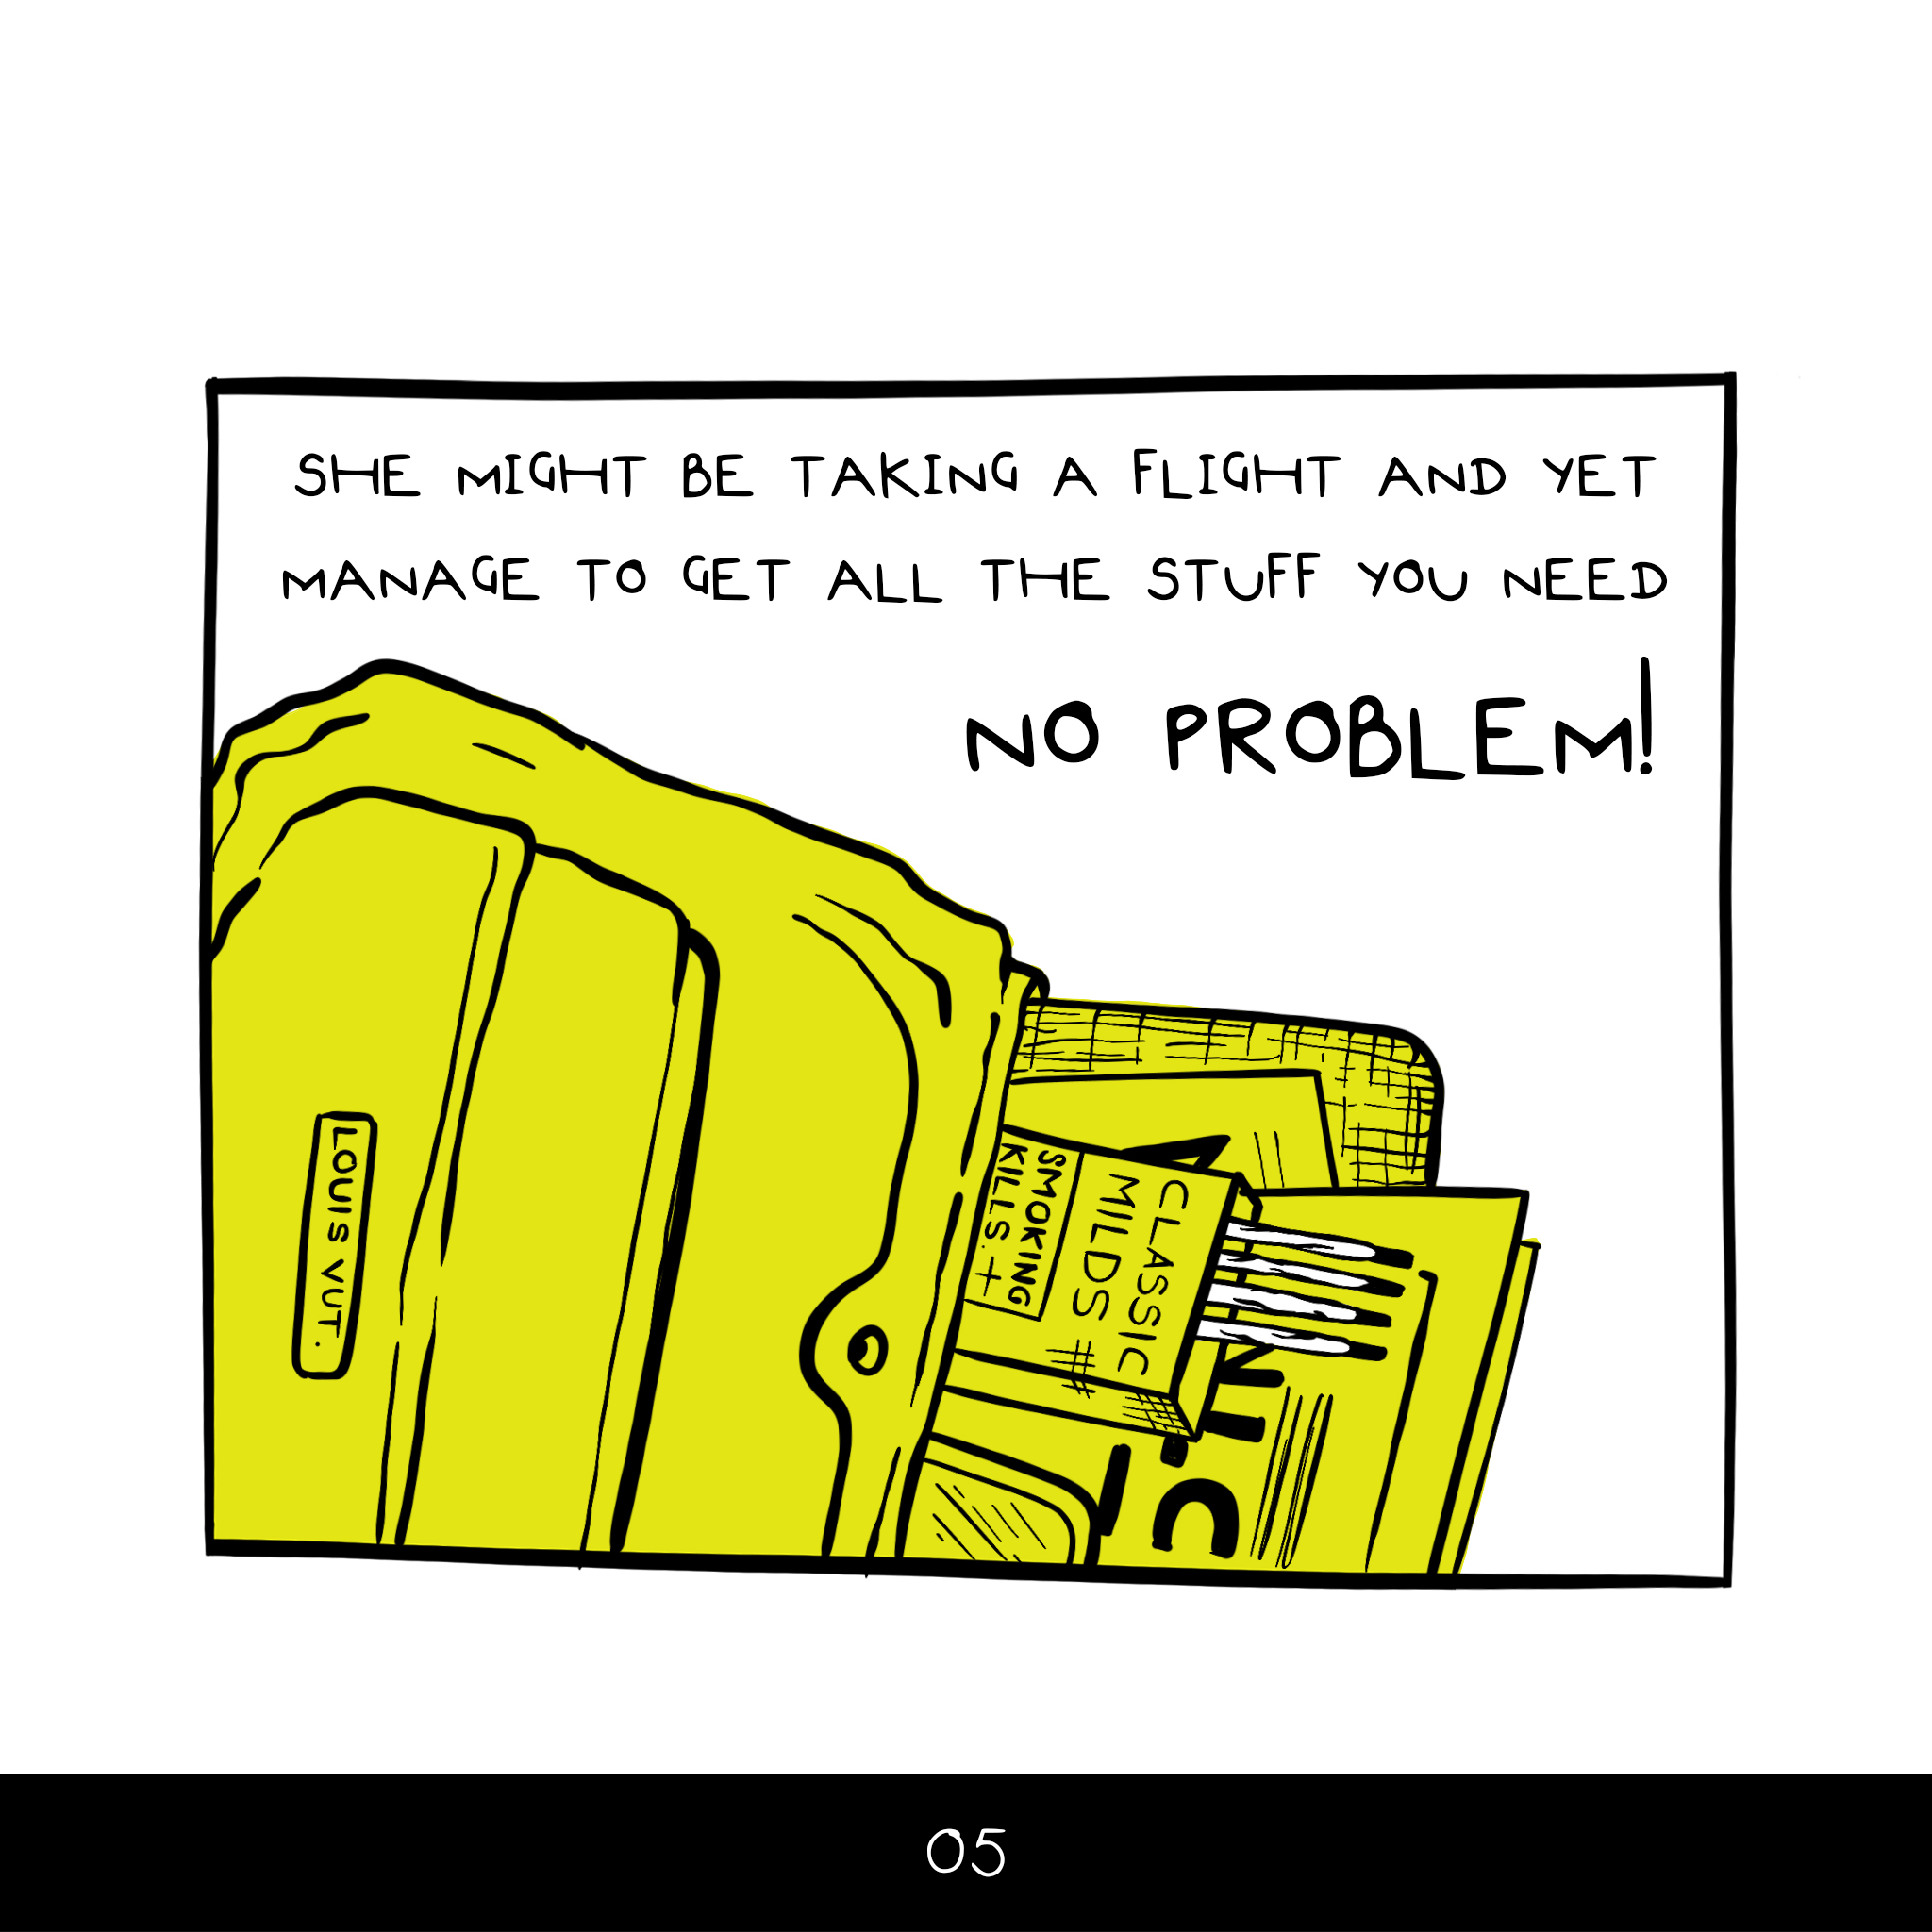 SHE MIGHT BE TAKING A FLIGHT AND YET
MANAGE TO GET ALL THE STUFF YOU NEED
NO PROBLEM!
LOUIS VUT.
SMOKING
KILLS.
CLASSIC
MILDS
05